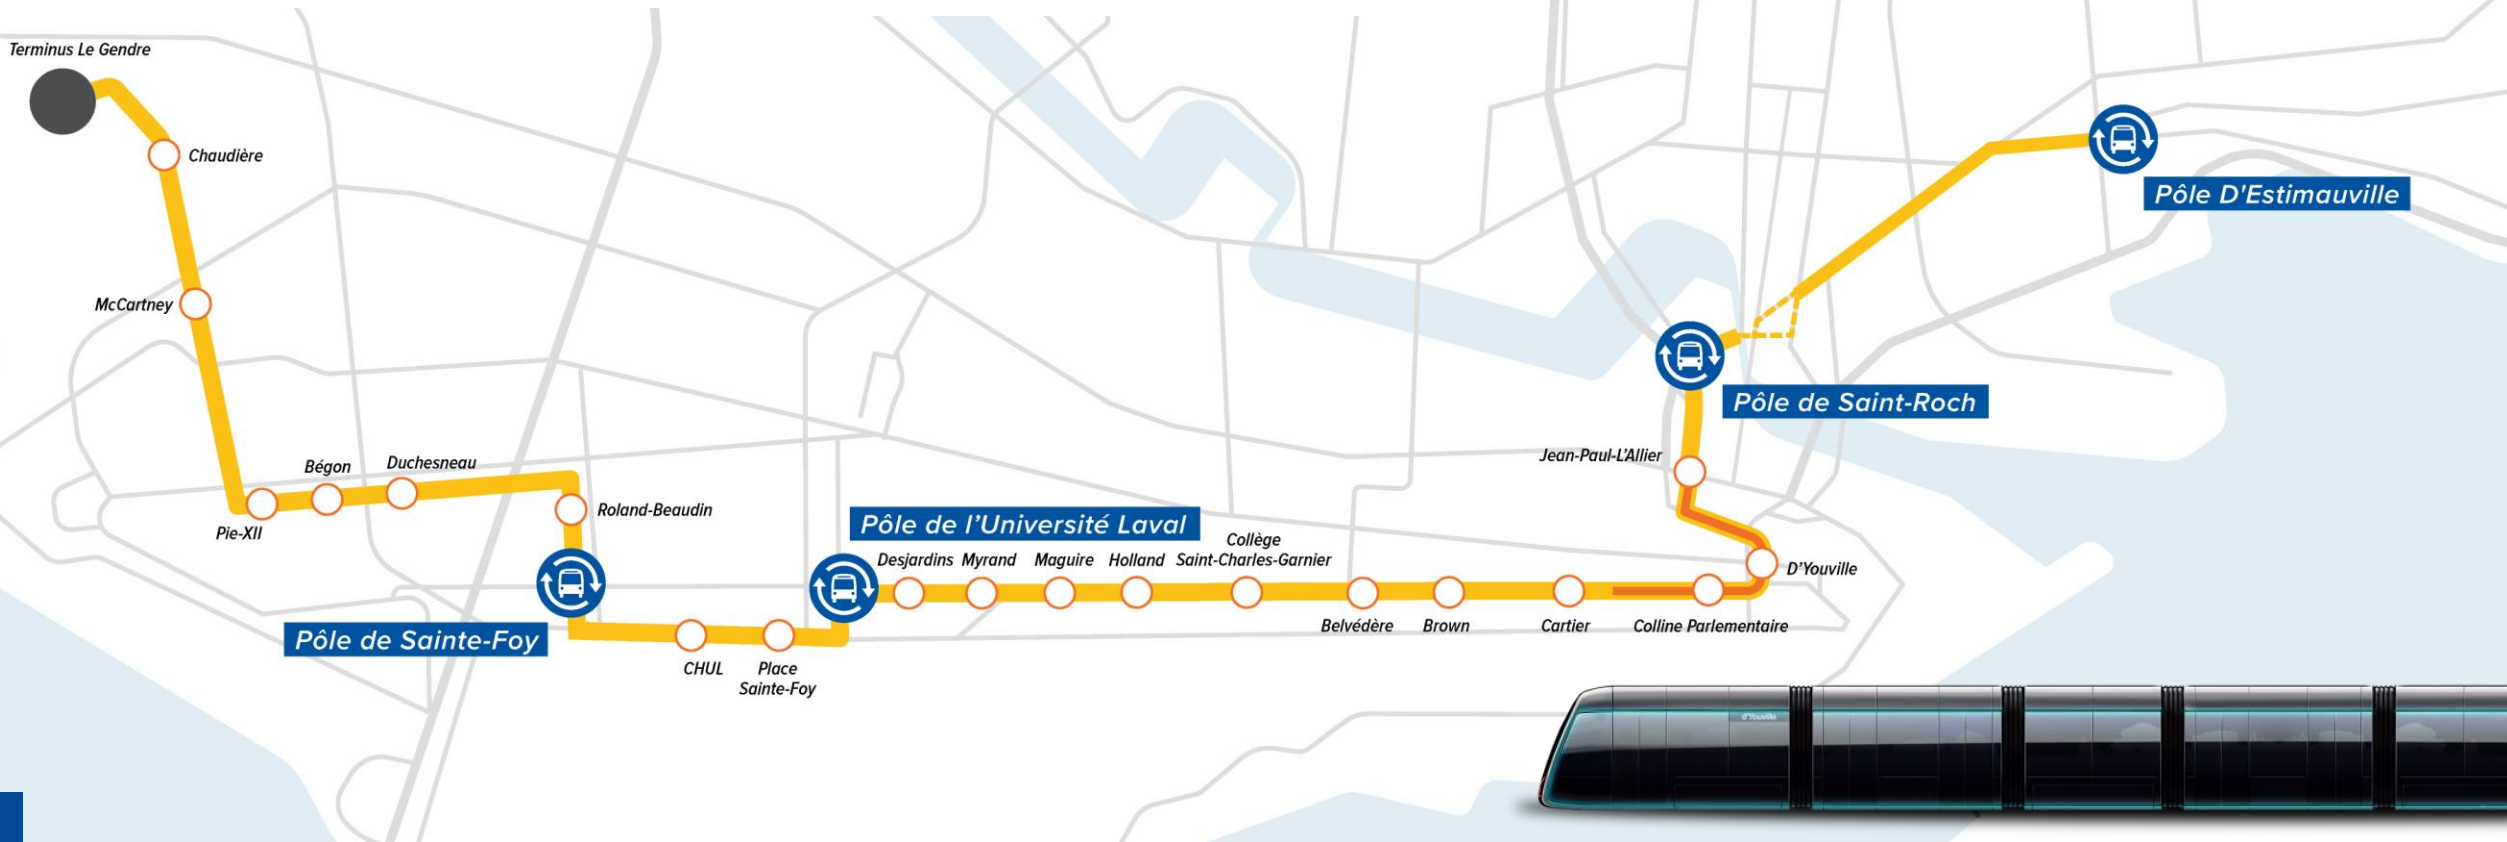 Terminus Le Gendre
Chaudière
McCartney
Pie-XII
Bégon
Duchesneau
Roland-Beaudin
Pôle de Sainte-Foy
CHUL
Place
Sainte-Foy
Pôle de l'Université Laval
Desjardins
Myrand
Maguire
Holland
Collège
Saint-Charles-Garnier
Belvédère
Brown
Cartier
Colline Parlementaire
D'Youville
Jean-Paul-L'Allier
Pôle de Saint-Roch
Pôle D'Estimauville
d'Youville